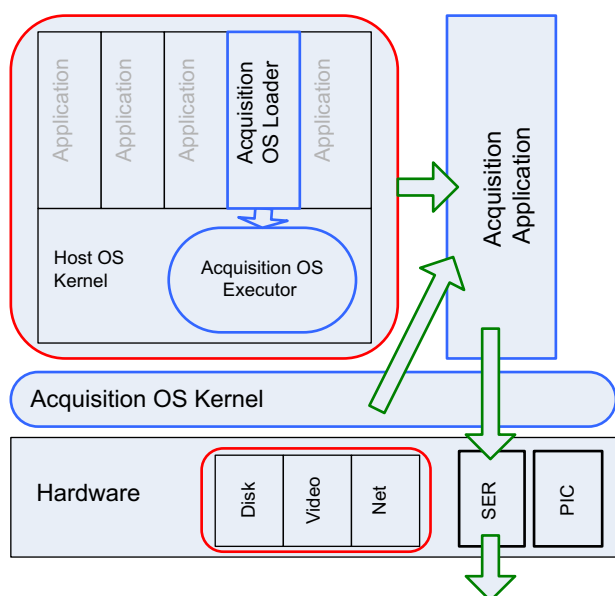 Application
Application
Application
Acquisition
OS Loader
Application
Acquisition
Application
Host OS
Kernel
Acquisition OS
Executor
Acquisition OS Kernel
Hardware
Disk
Video
Net
SER
PIC